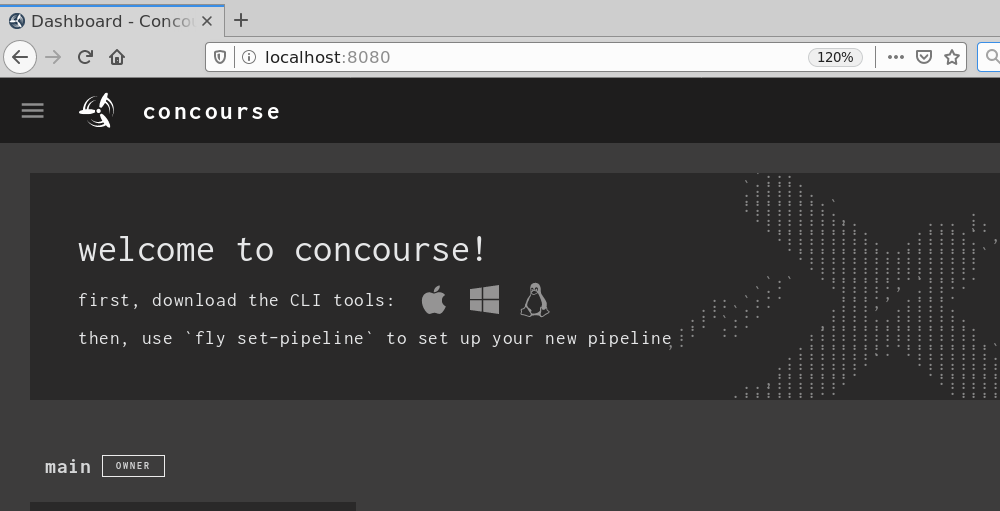 Dashboard - Conco
localhost:8080
120%
concourse
welcome to concourse!
first, download the CLI tools:
then, use `fly set-pipeline` to set up your new pipeline
main OWNER